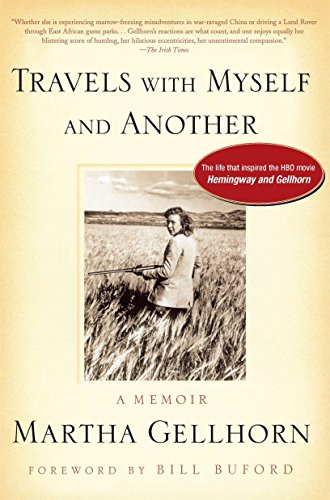 "Whether she is experiencing marrow-freezing misadventures in war-ravaged China or driving a Land Rover
through East African game parks. . . Gellhorn's reactions are what count, and one enjoys equally her
blistering scorn of humbug, her hilarious eccentricities, her unsentimental compassion."
—The Irish Times
TRAVELS WITH MYSELF
AND ANOTHER
The life that inspired the HBO movie
Hemingway and Gellhorn
A MEMOIR
MARTHA GELLHORN
FOREWORD BY BILL BUFORD